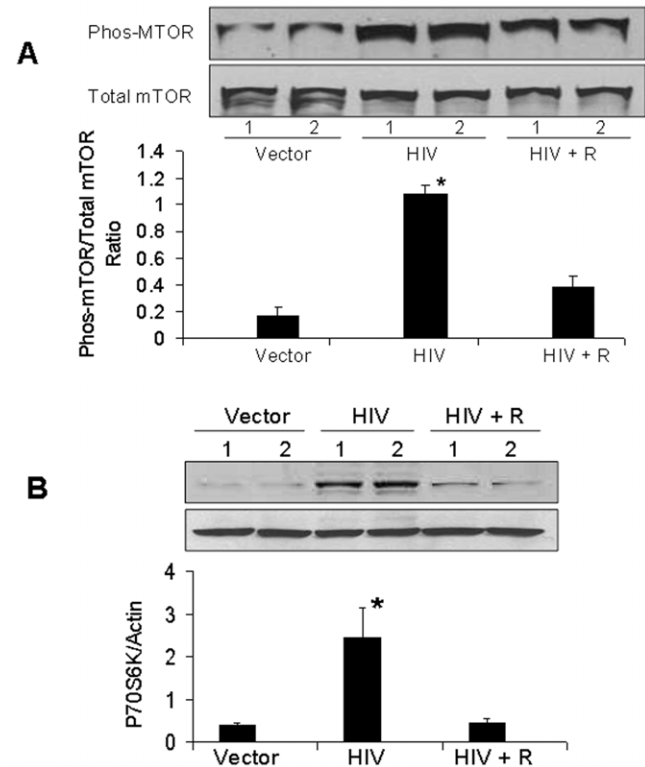 A
Phos-MTOR
Total mTOR
1 2 1 2 1 2
Vector HIV HIV + R
Phos-mTOR/Total mTOR
Ratio
1.4
1.2
1
0.8
0.6
0.4
0.2
0
*
Vector HIV HIV + R
B
Vector HIV HIV + R
1 2 1 2 1 2
P70S6K/Actin
4
3
2
1
0
*
Vector HIV HIV + R